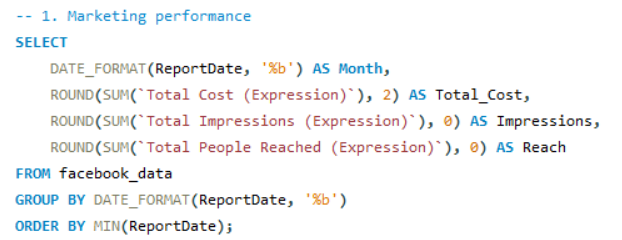 -- 1. Marketing performance
SELECT
DATE_FORMAT(ReportDate, '%b') AS Month,
ROUND(SUM(`Total Cost (Expression)`), 2) AS Total_Cost,
ROUND(SUM(`Total Impressions (Expression)`), 0) AS Impressions,
ROUND(SUM(`Total People Reached (Expression)`), 0) AS Reach
FROM facebook_data
GROUP BY DATE_FORMAT(ReportDate, '%b')
ORDER BY MIN(ReportDate);